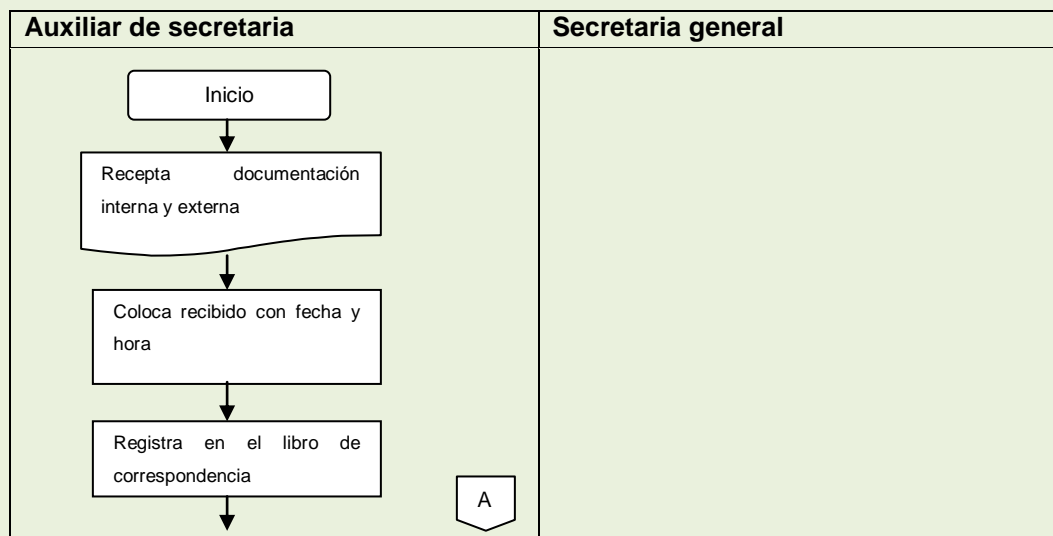 Auxiliar de secretaria
Secretaria general
Inicio
Recepta documentación
interna y externa
Coloca recibido con fecha y
hora
Registra en el libro de
correspondencia
A